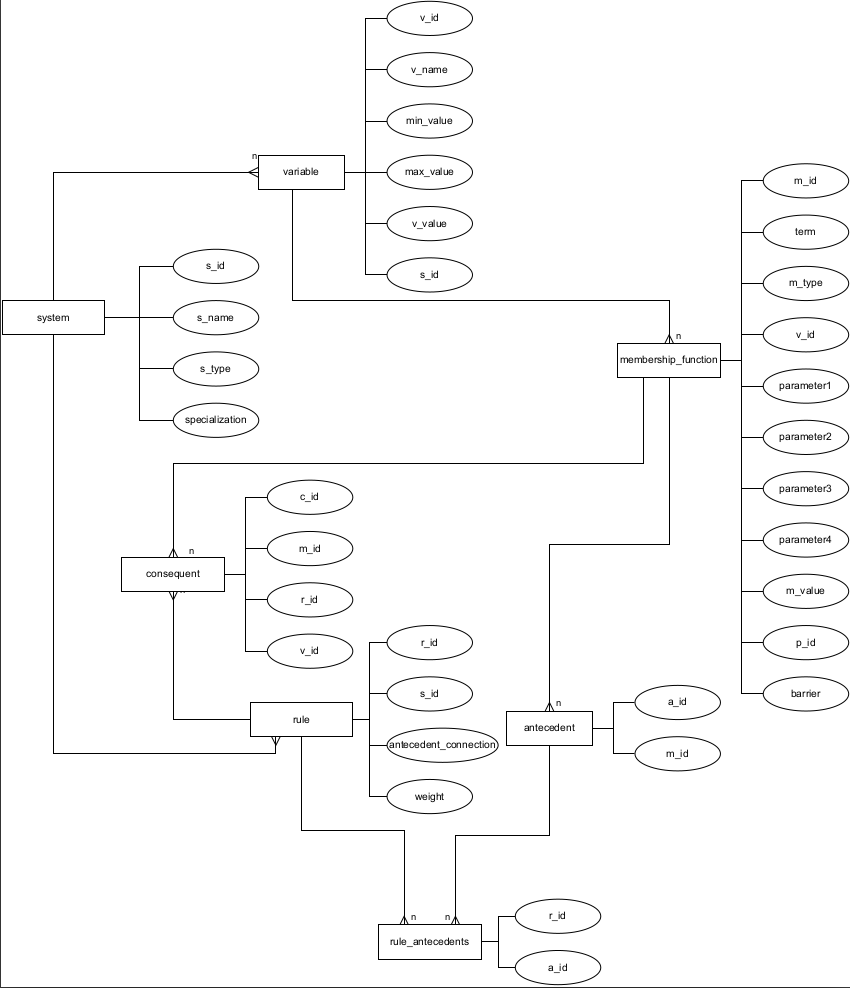 v_id
v_name
min_value
n
variable
max_value
v_value
s_id
s_id
system
s_name
s_type
specialization
m_id
term
m_type
v_id
n
membership_function
parameter1
parameter2
parameter3
parameter4
m_value
p_id
barrier
n
consequent
c_id
m_id
r_id
v_id
rule
r_id
s_id
antecedent_connection
weight
n
antecedent
a_id
m_id
n
n
rule_antecedents
r_id
a_id